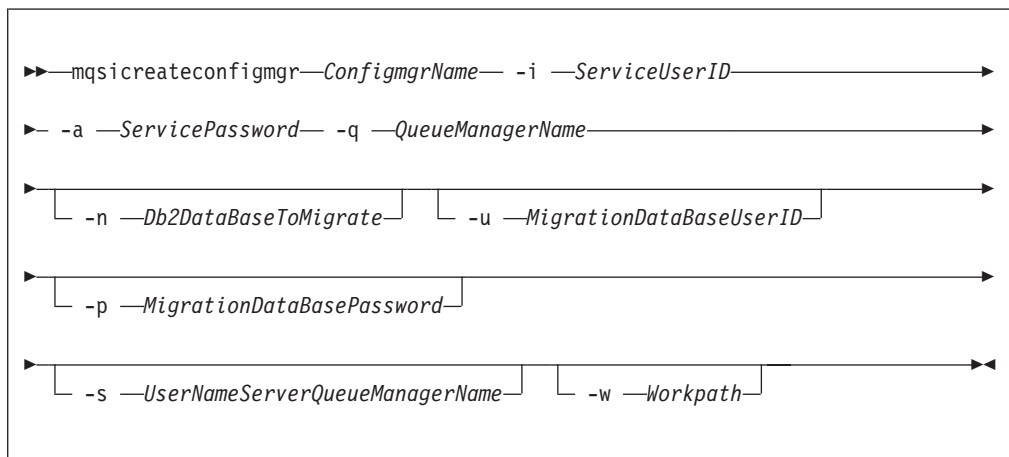 mqsicreateconfigmgr ConfigmgrName -i ServiceUserID
-a ServicePassword -q QueueManagerName
-n Db2DataBaseToMigrate -u MigrationDataBaseUserID
-p MigrationDataBasePassword
-s UserNameServerQueueManagerName -w Workpath